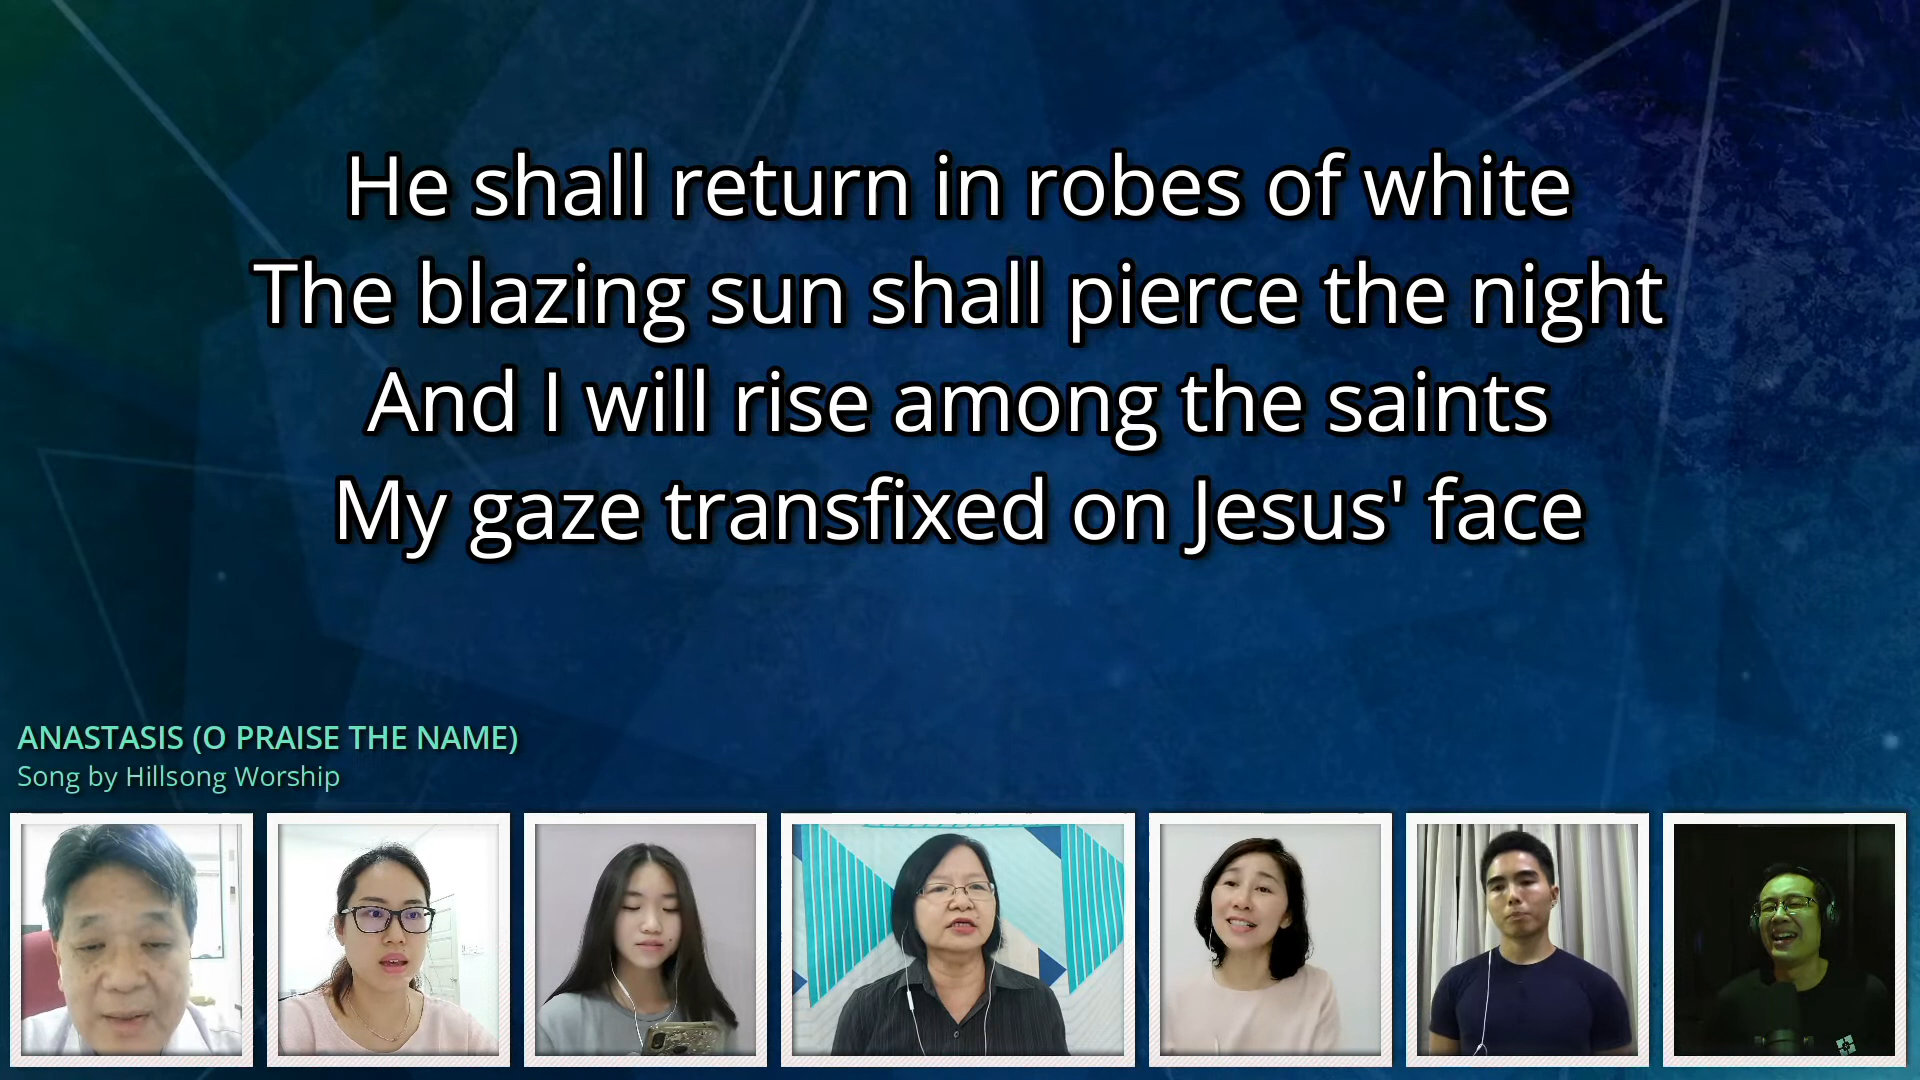 He shall return in robes of white
The blazing sun shall pierce the night
And I will rise among the saints
My gaze transfixed on Jesus' face
ANASTASIS (O PRAISE THE NAME)
Song by Hillsong Worship